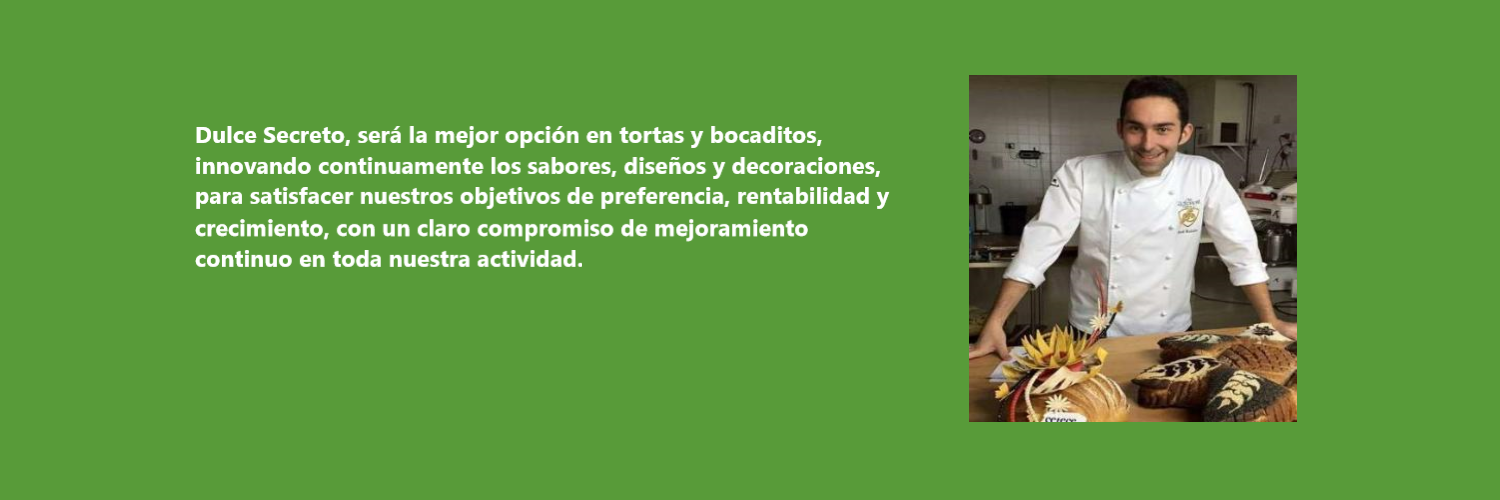 Dulce Secreto, será la mejor opción en tortas y bocaditos,
innovando continuamente los sabores, diseños y decoraciones,
para satisfacer nuestros objetivos de preferencia, rentabilidad y
crecimiento, con un claro compromiso de mejoramiento
continuo en toda nuestra actividad.